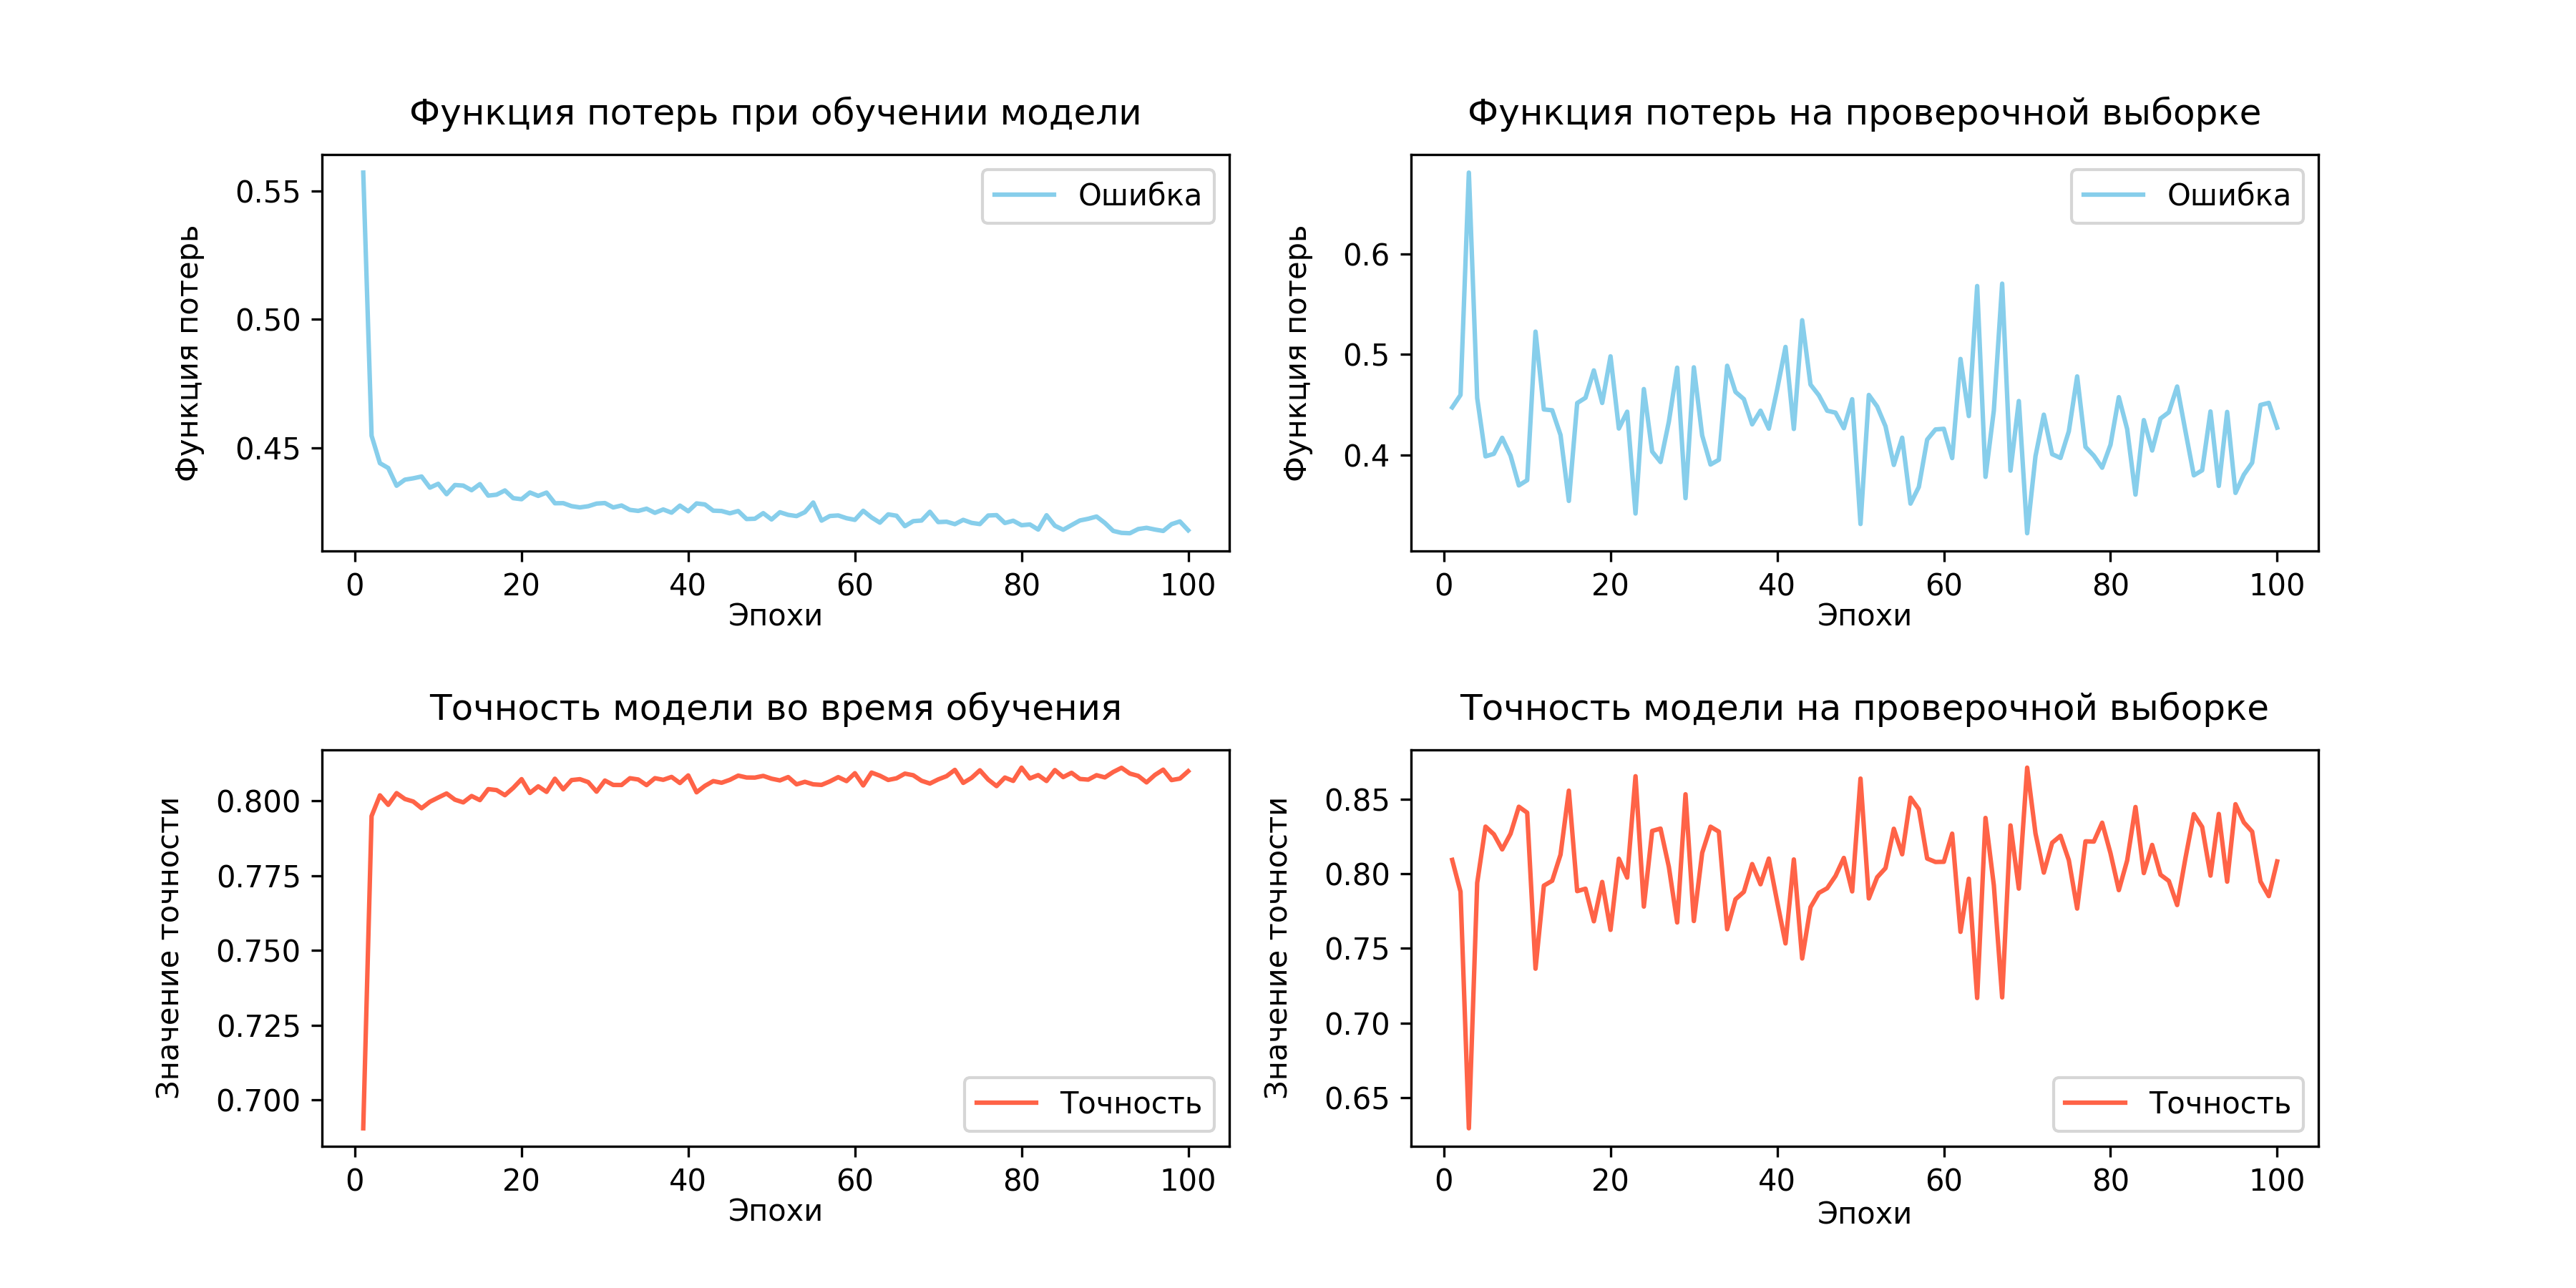 Функция потерь при обучении модели
Функция потерь
0.55
0.50
0.45
Ошибка
0 20 40 60 80 100
Эпохи
Функция потерь на проверочной выборке
Функция потерь
0.6
0.5
0.4
Ошибка
0 20 40 60 80 100
Эпохи
Точность модели во время обучения
Значение точности
0.800
0.775
0.750
0.725
0.700
Точность
0 20 40 60 80 100
Эпохи
Точность модели на проверочной выборке
Значение точности
0.85
0.80
0.75
0.70
0.65
Точность
0 20 40 60 80 100
Эпохи